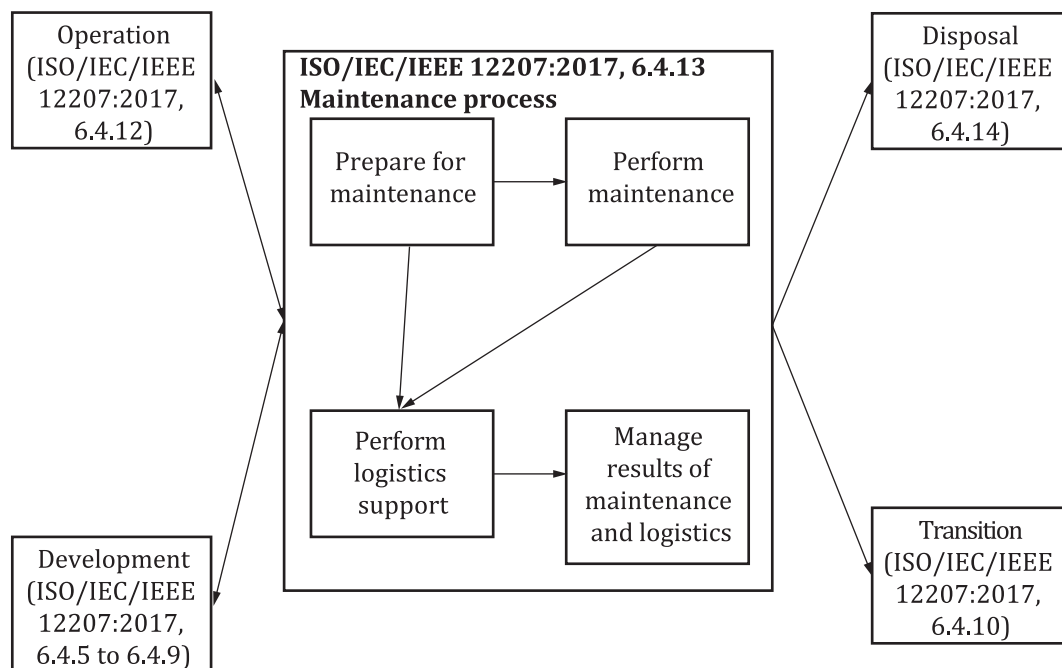 Operation
(ISO/IEC/IEEE
12207:2017,
6.4.12)
ISO/IEC/IEEE 12207:2017, 6.4.13
Maintenance process
Disposal
(ISO/IEC/IEEE
12207:2017,
6.4.14)
Prepare for
maintenance
Perform
maintenance
Perform
logistics
support
Manage
results of
maintenance
and logistics
Development
(ISO/IEC/IEEE
12207:2017,
6.4.5 to 6.4.9)
Transition
(ISO/IEC/IEEE
12207:2017,
6.4.10)